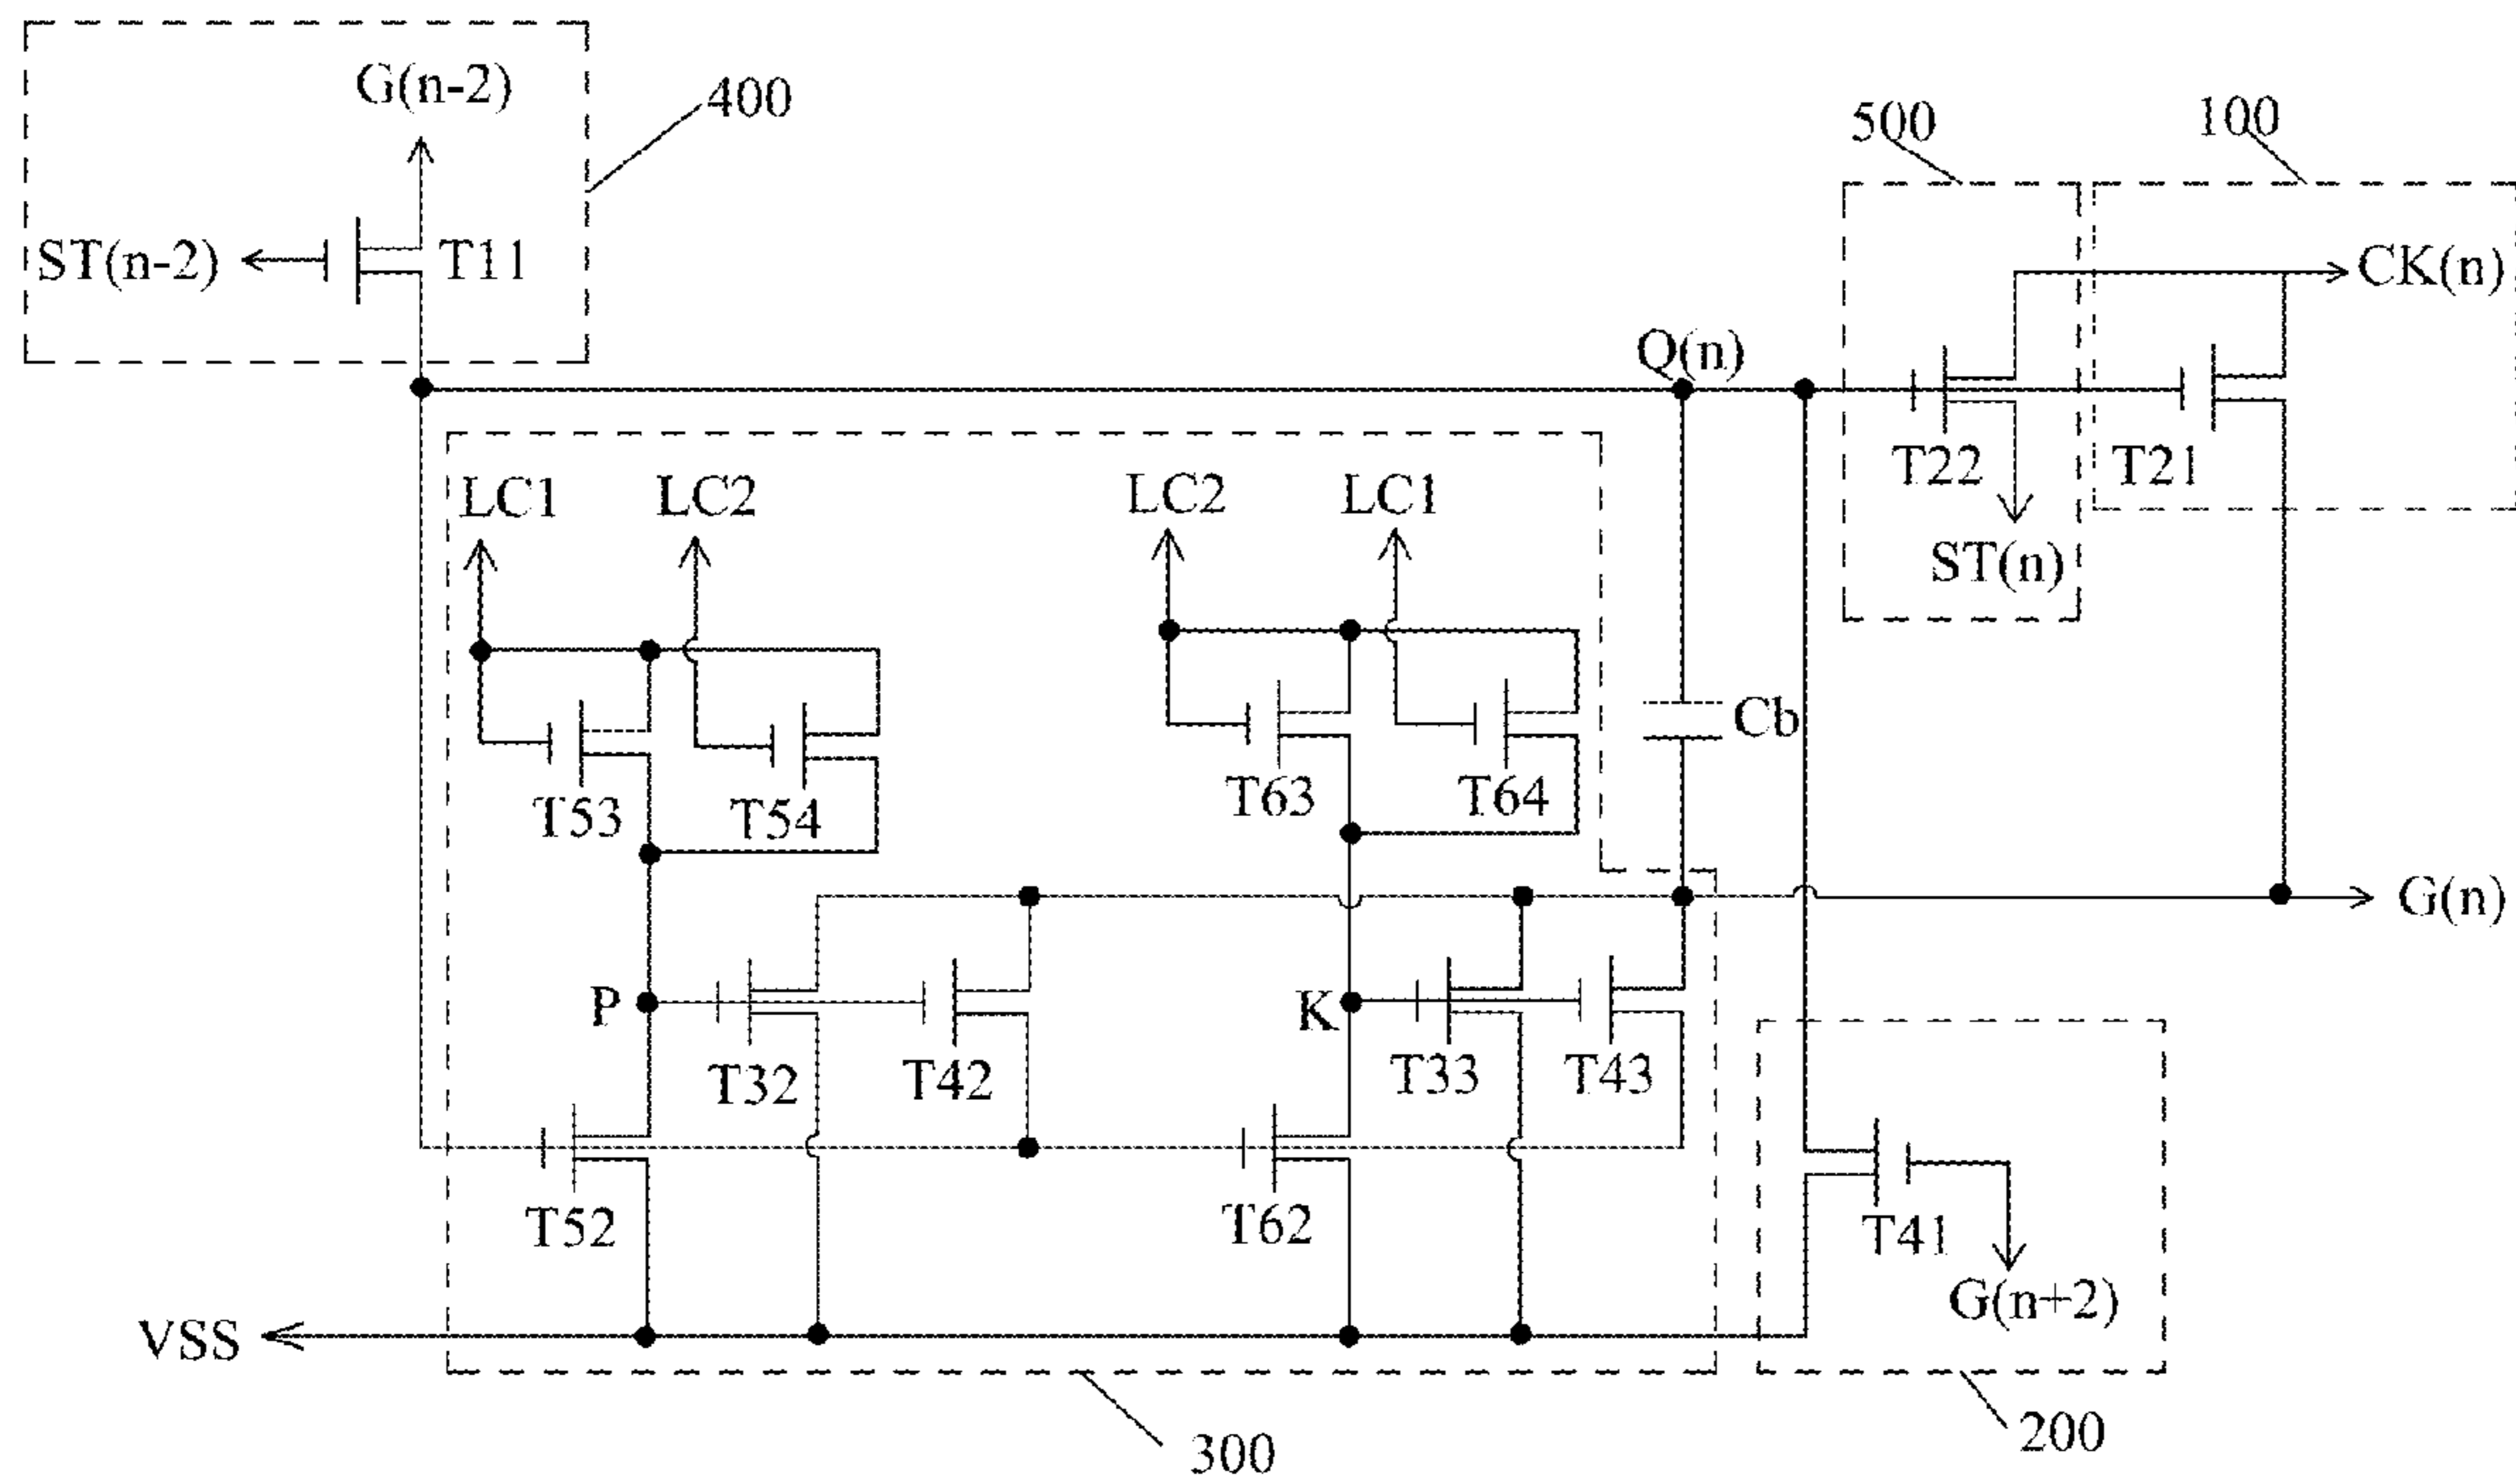 G(n-2)
400
ST(n-2)
T11
500
100
CK(n)
Q(n)
T22
T21
ST(n)
LC1
LC2
LC2
LC1
Cb
T53
T54
T63
T64
G(n)
P
T32
T42
K
T33
T43
T52
T62
T41
G(n+2)
VSS
300
200